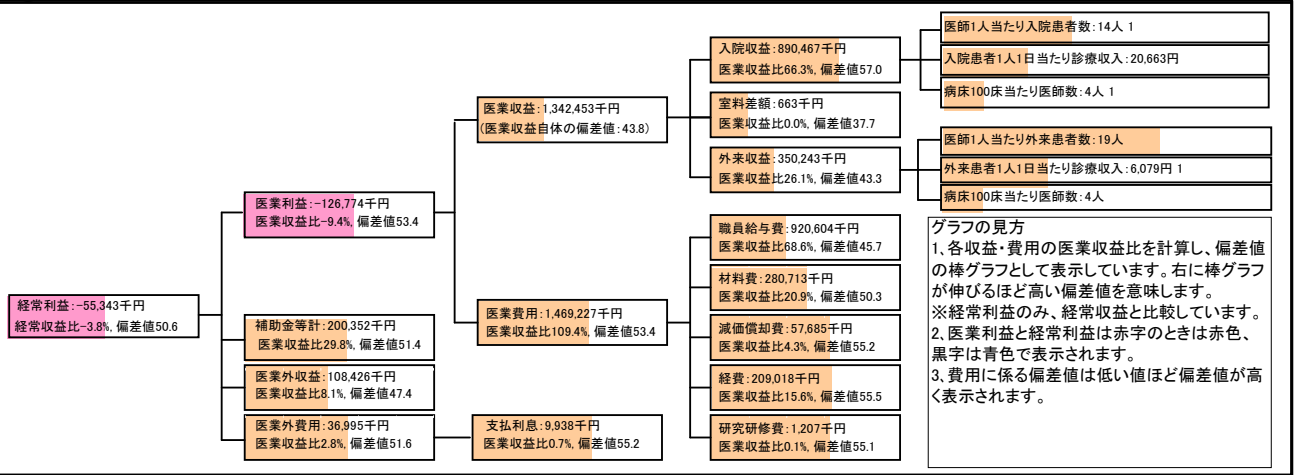 経常利益:-55,343千円
経常収益比-3.8%, 偏差値50.6
医業利益:-126,774千円
医業収益比-9.4%, 偏差値53.4
補助金等計:200,352千円
医業収益比29.8%, 偏差値51.4
医業外収益:108,426千円
医業収益比8.1%, 偏差値47.4
医業外費用:36,995千円
医業収益比2.8%, 偏差値51.6
医業収益:1,342,453千円
(医業収益自体の偏差値:43.8)
医業費用:1,469,227千円
医業収益比109.4%, 偏差値53.4
支払利息:9,938千円
医業収益比0.7%, 偏差値55.2
入院収益:890,467千円
医業収益比66.3%, 偏差値57.0
室料差額:663千円
医業収益比0.0%, 偏差値37.7
外来収益:350,243千円
医業収益比26.1%, 偏差値43.3
職員給与費:920,604千円
医業収益比68.6%, 偏差値45.7
材料費:280,713千円
医業収益比20.9%, 偏差値50.3
減価償却費:57,685千円
医業収益比4.3%, 偏差値55.2
経費:209,018千円
医業収益比15.6%, 偏差値55.5
研究研修費:1,207千円
医業収益比0.1%, 偏差値55.1
医師1人当たり入院患者数:14人 1
入院患者1人1日当たり診療収入:20,663円
病床100床当たり医師数:4人 1
医師1人当たり外来患者数:19人
外来患者1人1日当たり診療収入:6,079円 1
病床100床当たり医師数:4人
グラフの見方
1、各収益・費用の医業収益比を計算し、偏差値
の棒グラフとして表示しています。右に棒グラフ
が伸びるほど高い偏差値を意味します。
※経常利益のみ、経常収益と比較しています。
2、医業利益と経常利益は赤字のときは赤色、
黒字は青色で表示されます。
3、費用に係る偏差値は低い値ほど偏差値が高
く表示されます。